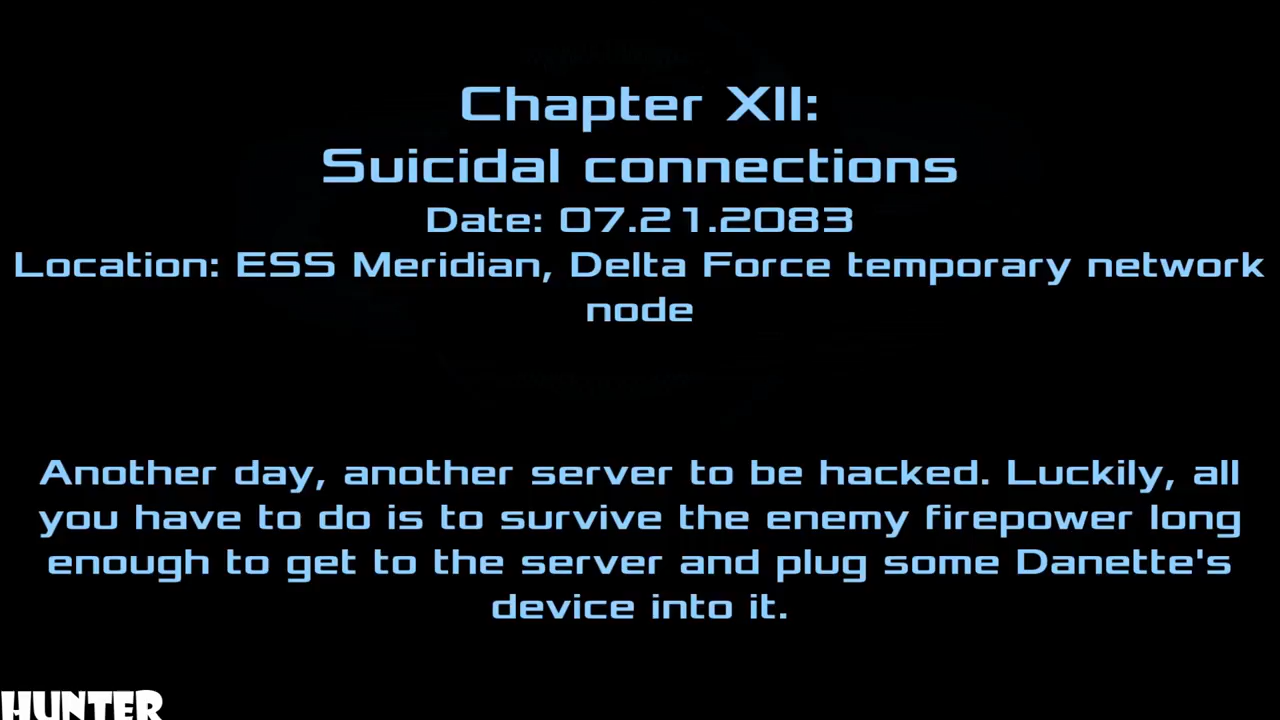 Chapter XII:
Suicidal connections
Date: 07.21.2083
Location: ESS Meridian, Delta Force temporary network
node
Another day, another server to be hacked. Luckily, all
you have to do is to survive the enemy firepower long
enough to get to the server and plug some Danette's
device into it.
HUNTER